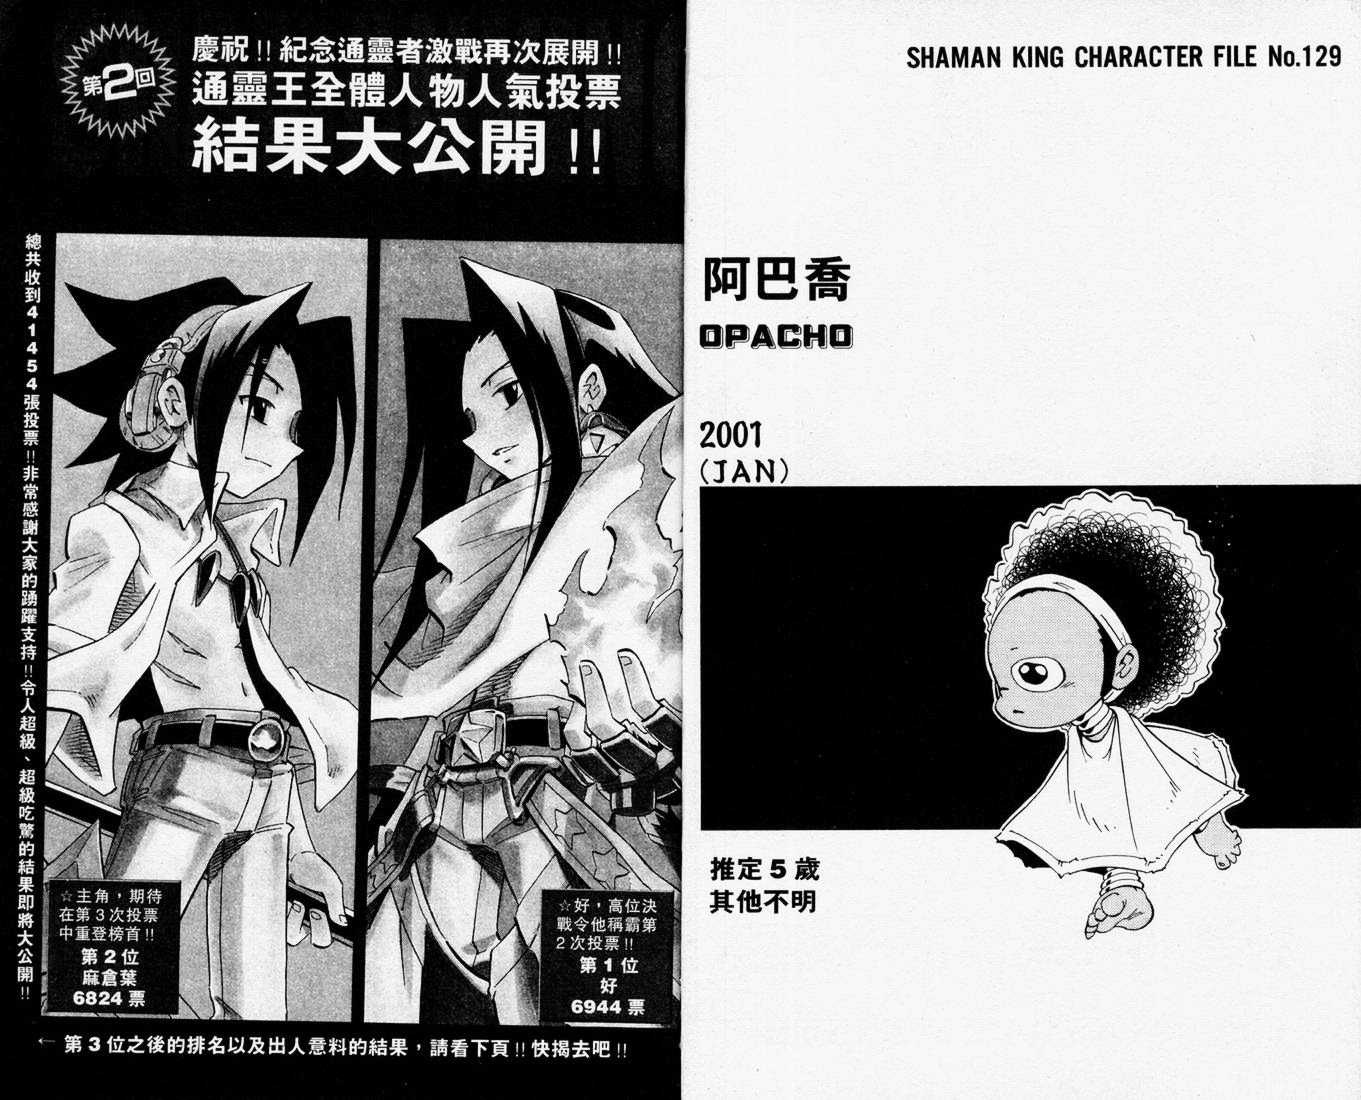 第2回
慶祝!!紀念通靈者激戰再次展開!!
通靈王全體人物人氣投票
結果大公開!!
總共收到41454張投票!!非常感謝大家的踴躍支持!!令人超級、超級吃驚的結果即將大公開!!
☆主角，期待
在第3次投票
中重登榜首!!
第2位
麻倉葉
6824票
☆好，高位決
戰令他稱霸第
2次投票!!
第1位
好
6944票
←第3位之後的排名以及出人意料的結果，請看下頁!!快揭去吧!!
SHAMAN KING CHARACTER FILE No.129
阿巴喬
OPACHO
2001
(JAN)
推定5歲
其他不明